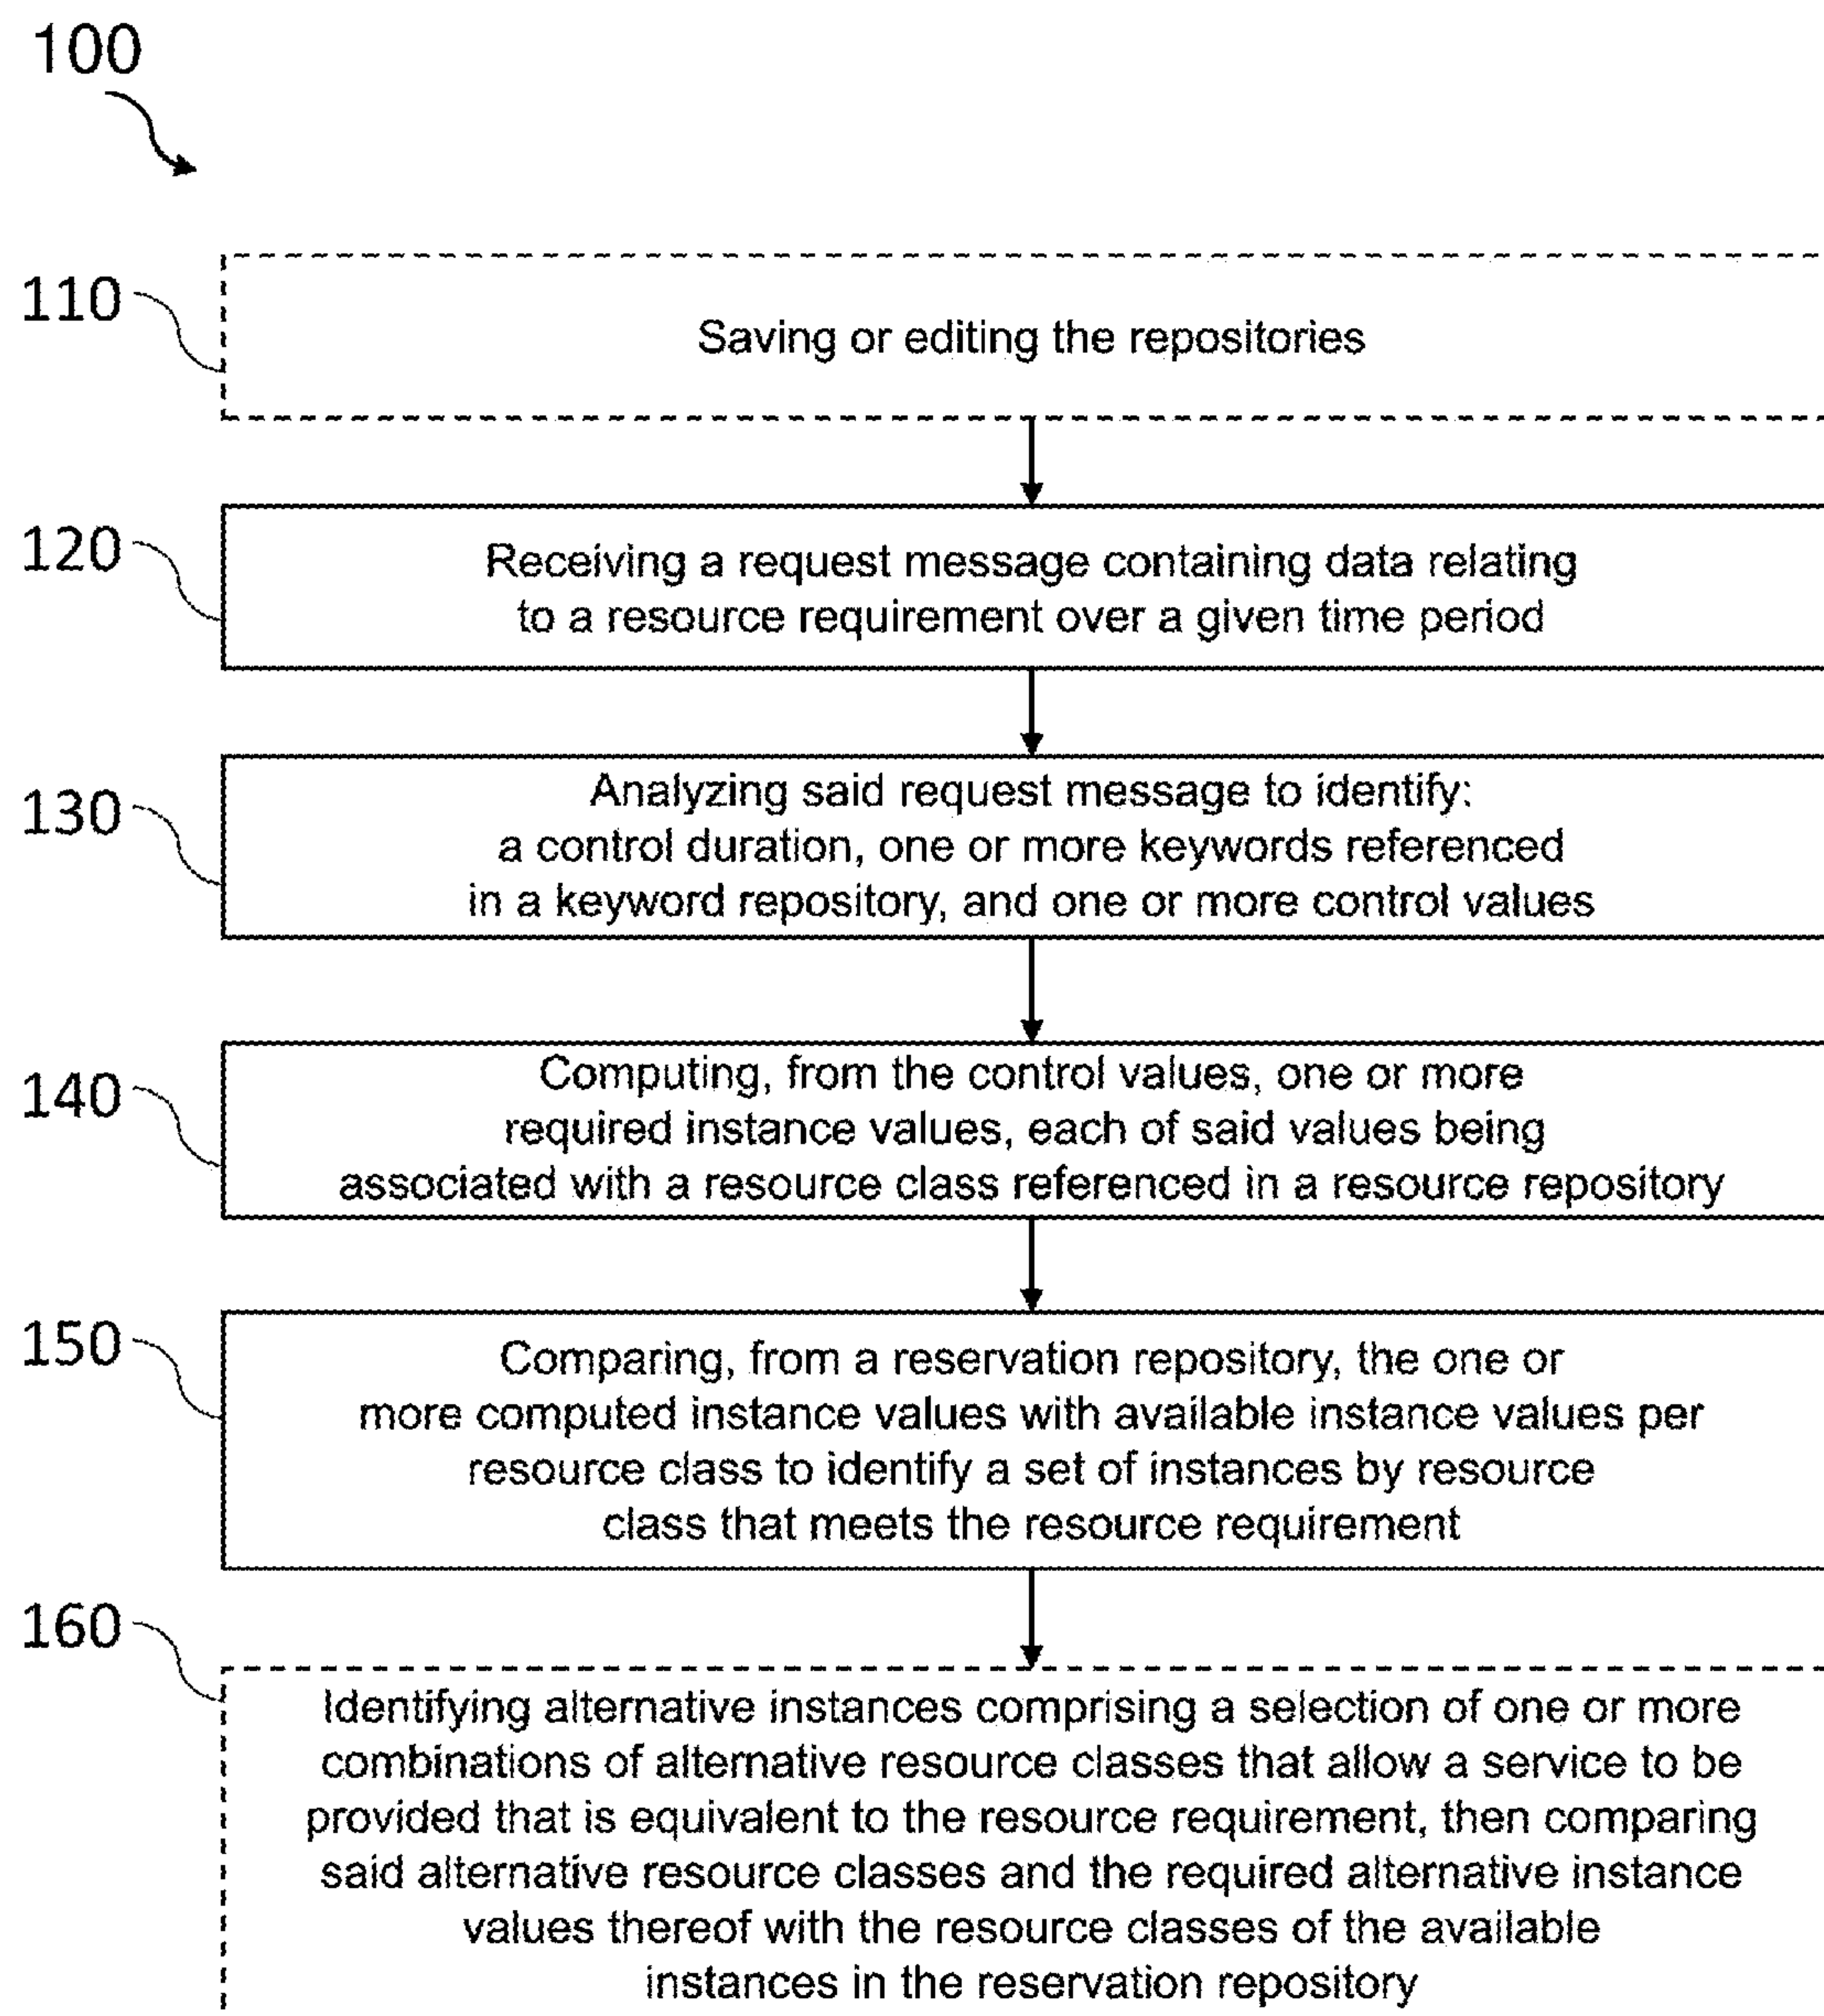 100
110
Saving or editing the repositories
120
Receiving a request message containing data relating
to a resource requirement over a given time period
130
Analyzing said request message to identify:
a control duration, one or more keywords referenced
in a keyword repository, and one or more control values
140
Computing, from the control values, one or more
required instance values, each of said values being
associated with a resource class referenced in a resource repository
150
Comparing, from a reservation repository, the one or
more computed instance values with available instance values per
resource class to identify a set of instances by resource
class that meets the resource requirement
160
Identifying alternative instances comprising a selection of one or more
combinations of alternative resource classes that allow a service to be
provided that is equivalent to the resource requirement, then comparing
said alternative resource classes and the required alternative instance
values thereof with the resource classes of the available
instances in the reservation repository